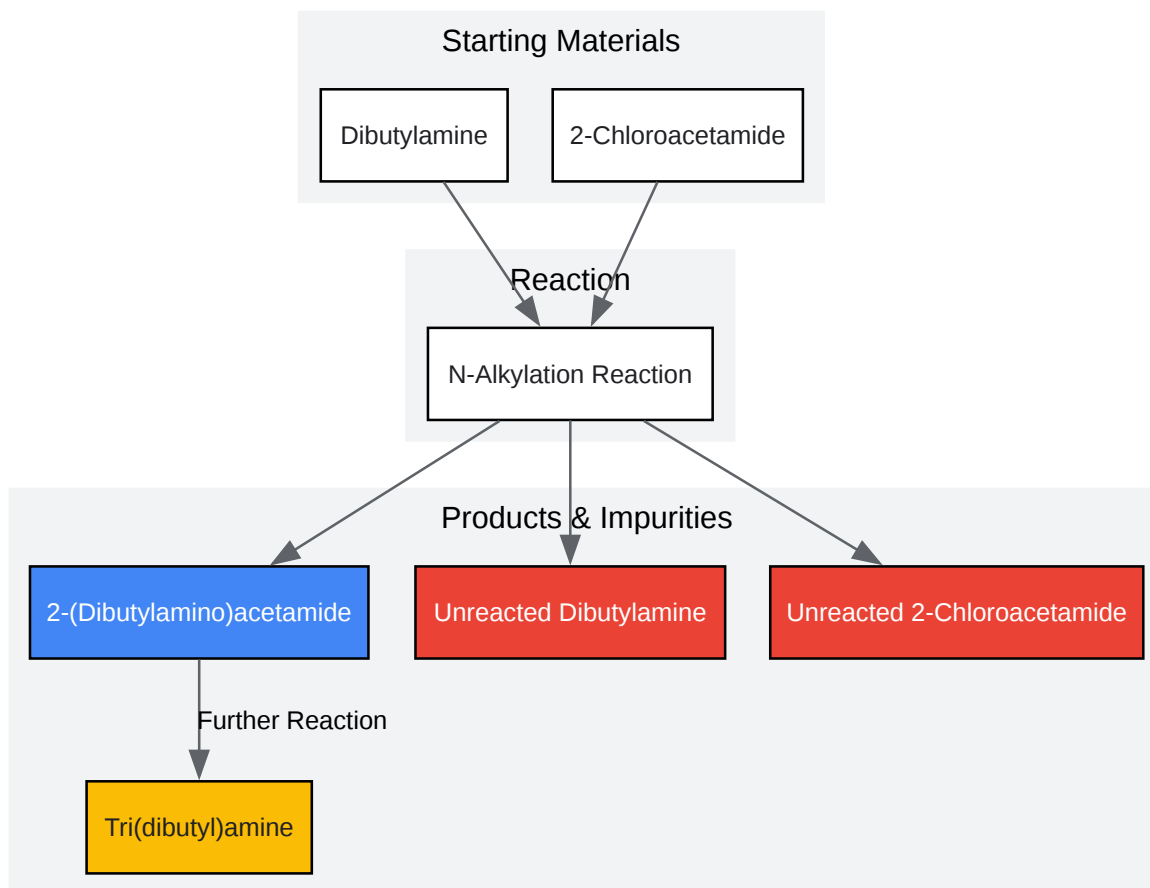 Starting Materials
Dibutylamine
2-Chloroacetamide
Reaction
N-Alkylation Reaction
Products & Impurities
2-(Dibutylamino)acetamide
Unreacted Dibutylamine
Unreacted 2-Chloroacetamide
Further Reaction
Tri(dibutyl)amine